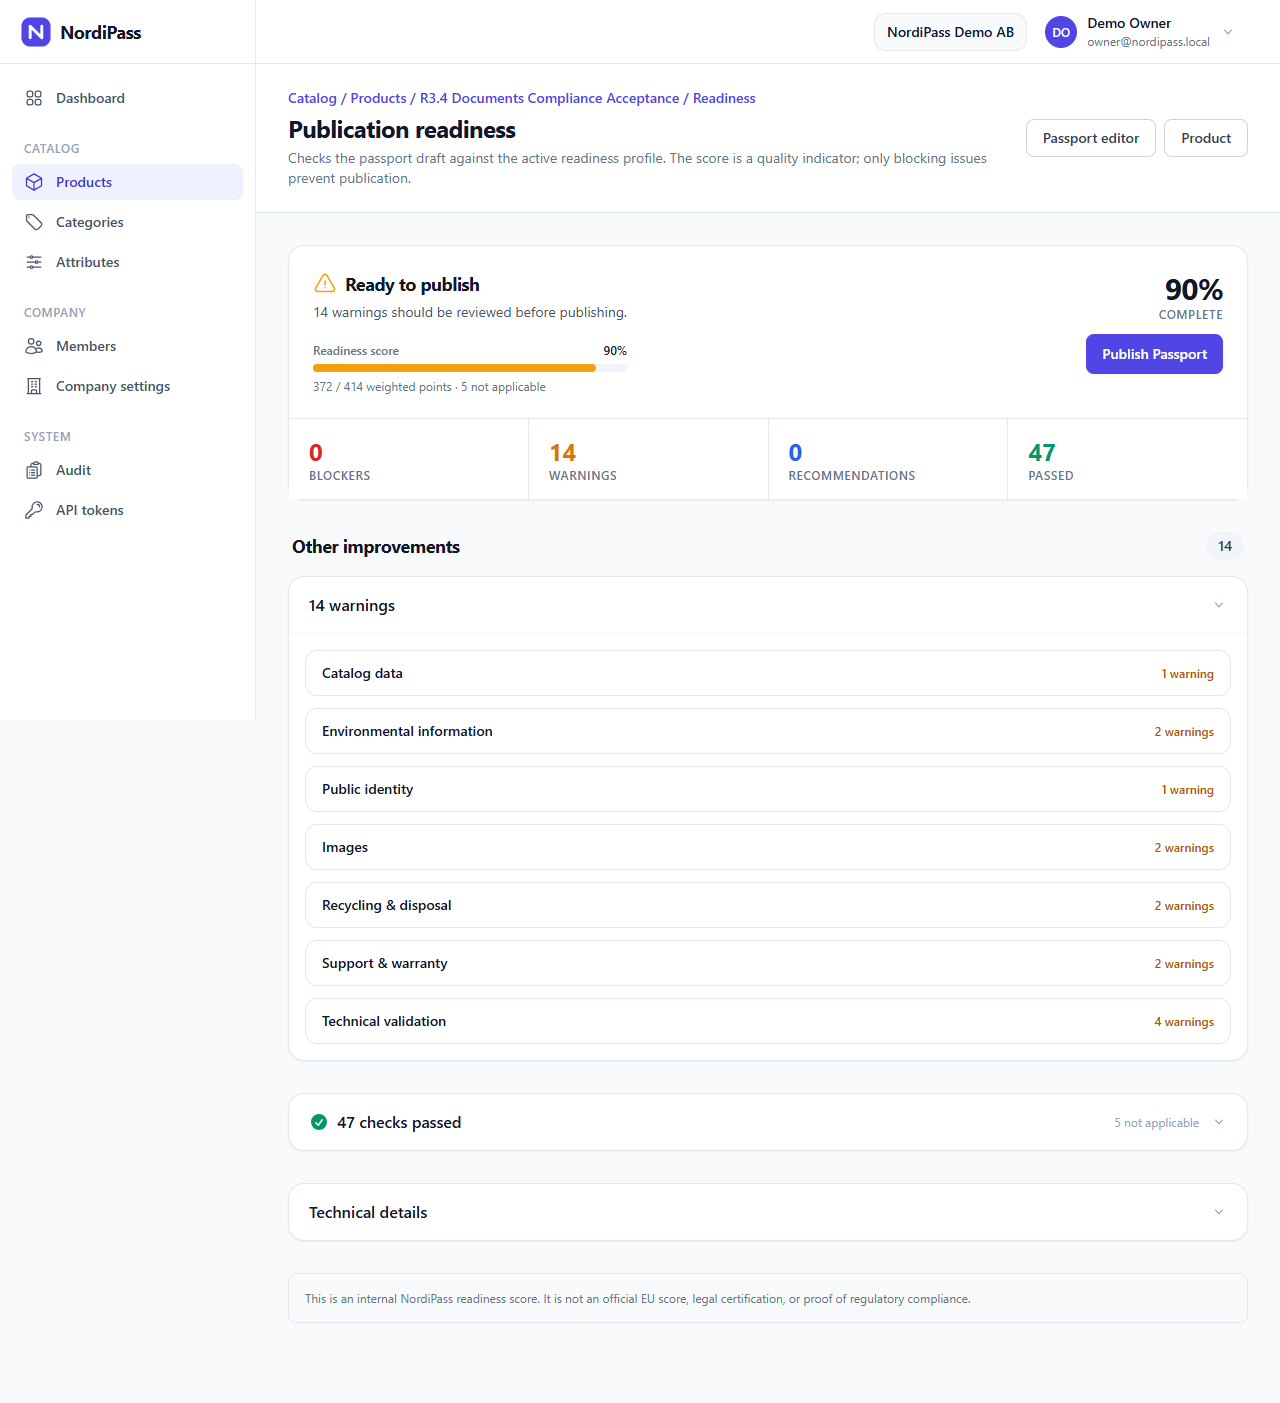 NordiPass
NordiPass Demo AB
DO
Demo Owner
owner@nordipass.local
Dashboard
CATALOG
Products
Categories
Attributes
COMPANY
Members
Company settings
SYSTEM
Audit
API tokens
Catalog / Products / R3.4 Documents Compliance Acceptance / Readiness
Publication readiness
Checks the passport draft against the active readiness profile. The score is a quality indicator; only blocking issues
prevent publication.
Passport editor
Product
Ready to publish
14 warnings should be reviewed before publishing.
Readiness score
90%
372 / 414 weighted points · 5 not applicable
90%
COMPLETE
Publish Passport
0
BLOCKERS
14
WARNINGS
0
RECOMMENDATIONS
47
PASSED
Other improvements
14
14 warnings
Catalog data
1 warning
Environmental information
2 warnings
Public identity
1 warning
Images
2 warnings
Recycling & disposal
2 warnings
Support & warranty
2 warnings
Technical validation
4 warnings
47 checks passed
5 not applicable
Technical details
This is an internal NordiPass readiness score. It is not an official EU score, legal certification, or proof of regulatory compliance.